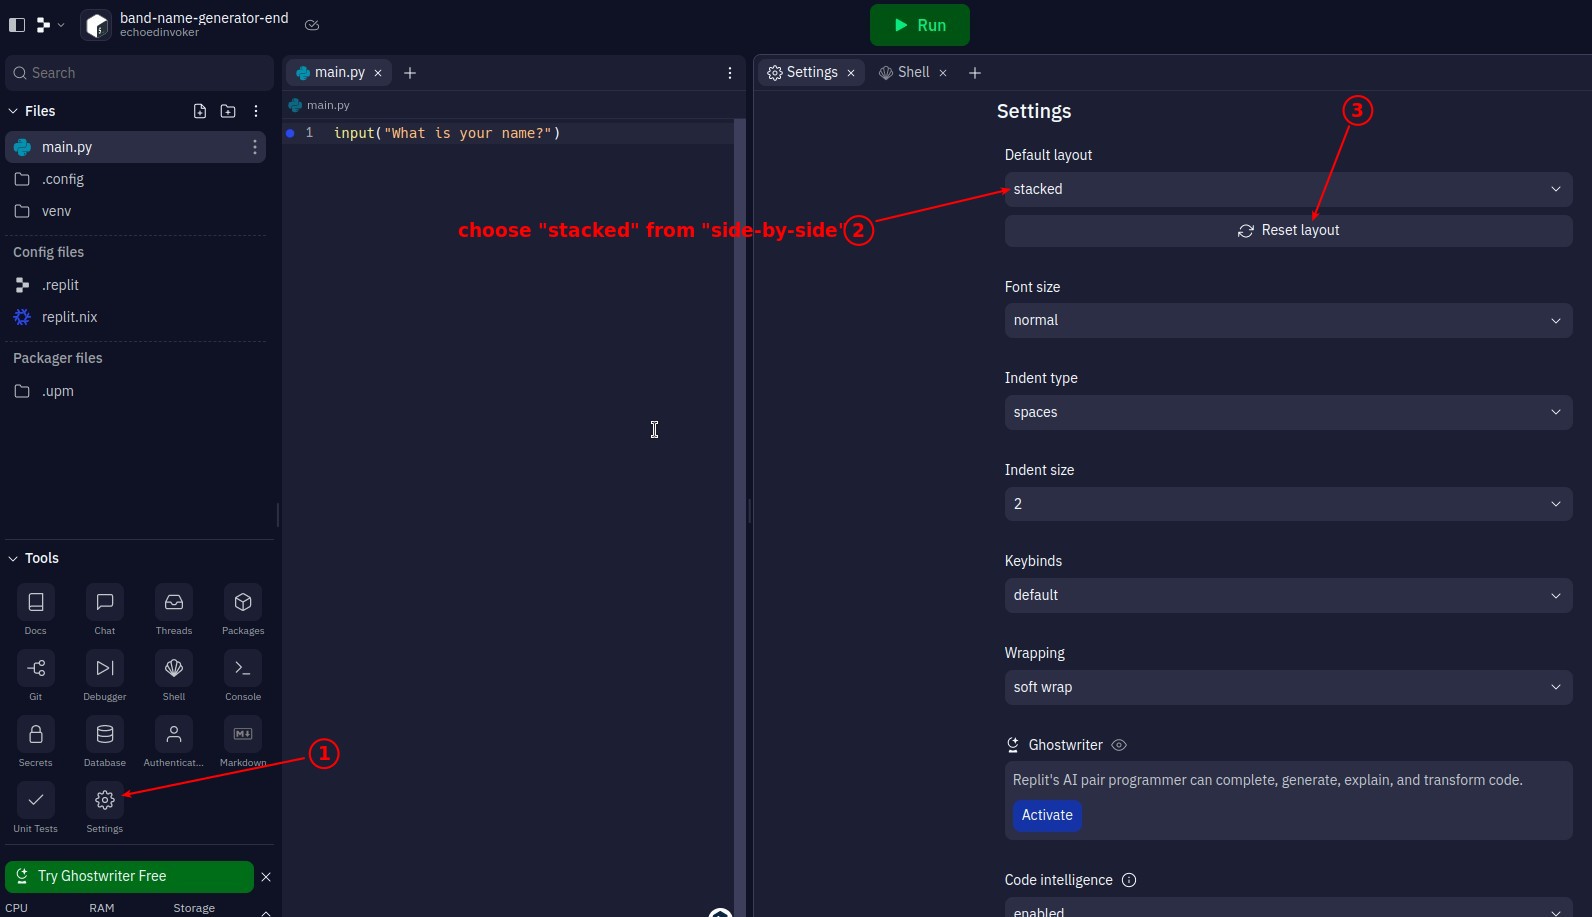 band-name-generator-end
echoedinvoker
Run
Search
Files
main.py
.config
venv
Config files
.replit
replit.nix
Packager files
.upm
Tools
Docs
Chat
Threads
Packages
Git
Debugger
Shell
Console
Secrets
Database
Authenticat...
Markdown
Unit Tests
Settings
Try Ghostwriter Free
CPU
RAM
Storage
main.py
main.py
1 input("What is your name?")
choose "stacked" from "side-by-side"
1
2
3
Settings
Shell
Settings
Default layout
stacked
Reset layout
Font size
normal
Indent type
spaces
Indent size
2
Keybinds
default
Wrapping
soft wrap
Ghostwriter
Replit's AI pair programmer can complete, generate, explain, and transform code.
Activate
Code intelligence
enabled